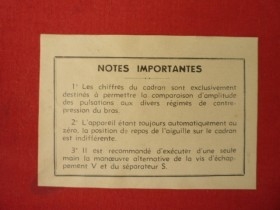 NOTES IMPORTANTES
1° Les chiffres du cadran sont exclusivement
destinés à permettre la comparaison d'amplitude
des pulsations aux divers régimes de contre-
pression du bras.
2° L'appareil étant toujours automatiquement au
zéro, la position de repos de l'aiguille sur le cadran
est indifférente.
3° Il est recommandé d'exécuter d'une seule
main la manœuvre alternative de la vis d'échap-
pement V et du séparateur S.